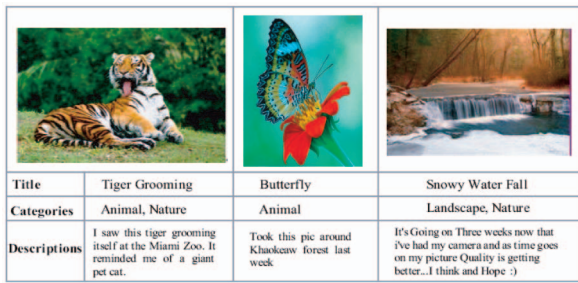 Title Tiger Grooming Butterfly Snowy Water Fall
Categories Animal, Nature Animal Landscape, Nature
Descriptions
I saw this tiger grooming
itself at the Miami Zoo. It
reminded me of a giant
pet cat.
Took this pic around
Khaokeaw forest last
week
It's Going on Three weeks now that
i've had my camera and as time goes
on my picture Quality is getting
better...I think and Hope :)